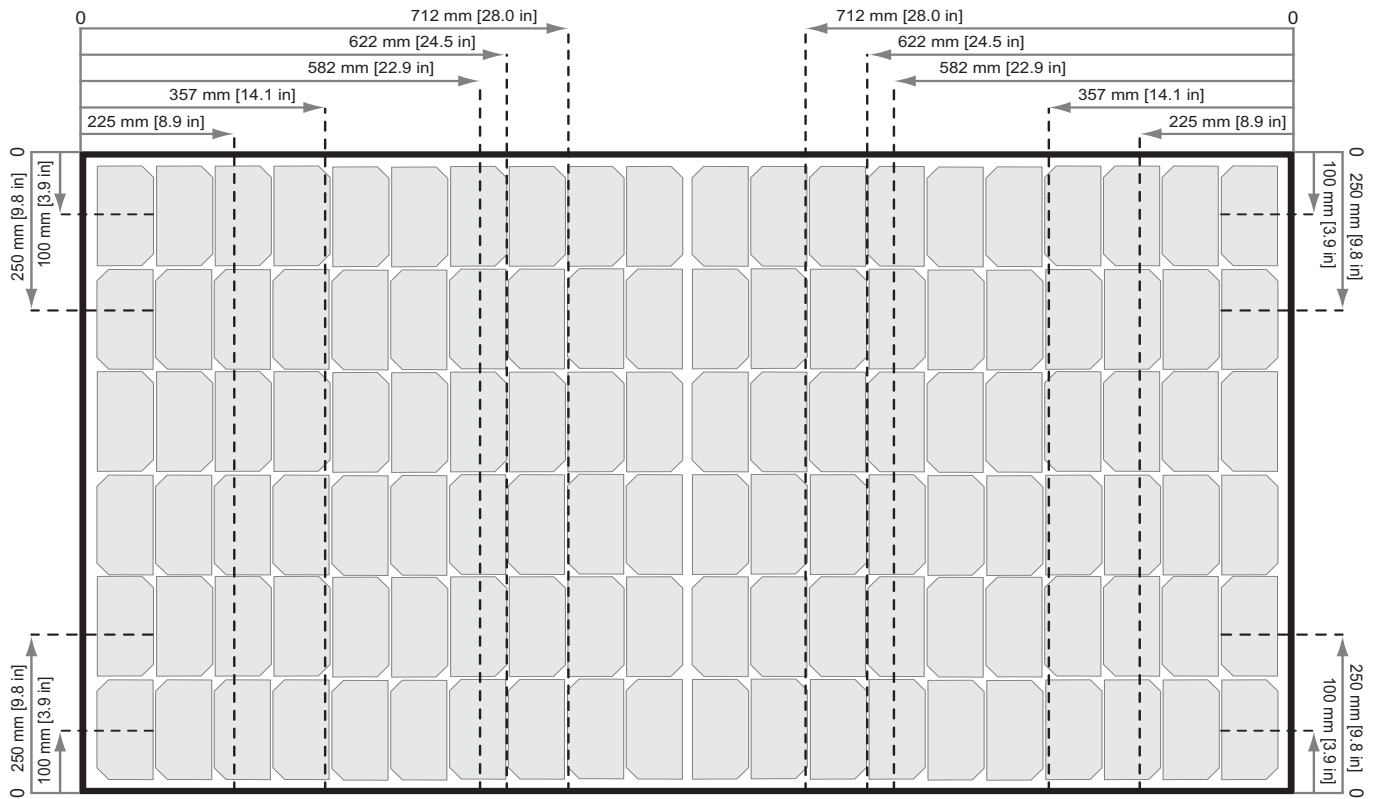 0
712 mm [28.0 in]
712 mm [28.0 in]
0
622 mm [24.5 in]
622 mm [24.5 in]
582 mm [22.9 in]
582 mm [22.9 in]
357 mm [14.1 in]
357 mm [14.1 in]
225 mm [8.9 in]
225 mm [8.9 in]
0
250 mm [9.8 in]
100 mm [3.9 in]
0
100 mm [3.9 in]
250 mm [9.8 in]
250 mm [9.8 in]
100 mm [3.9 in]
0
100 mm [3.9 in]
250 mm [9.8 in]
0